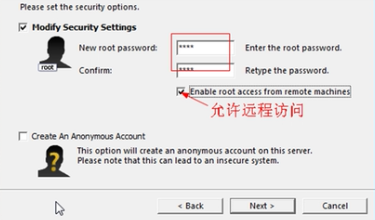 Please set the security options.
Modify Security Settings
New root password: **** Enter the root password.
root
Confirm: **** Retype the password.
Enable root access from remote machines
允许远程访问
Create An Anonymous Account
This option will create an anonymous account on this server.
Please note that this can lead to an insecure system.
< Back Next > Cancel